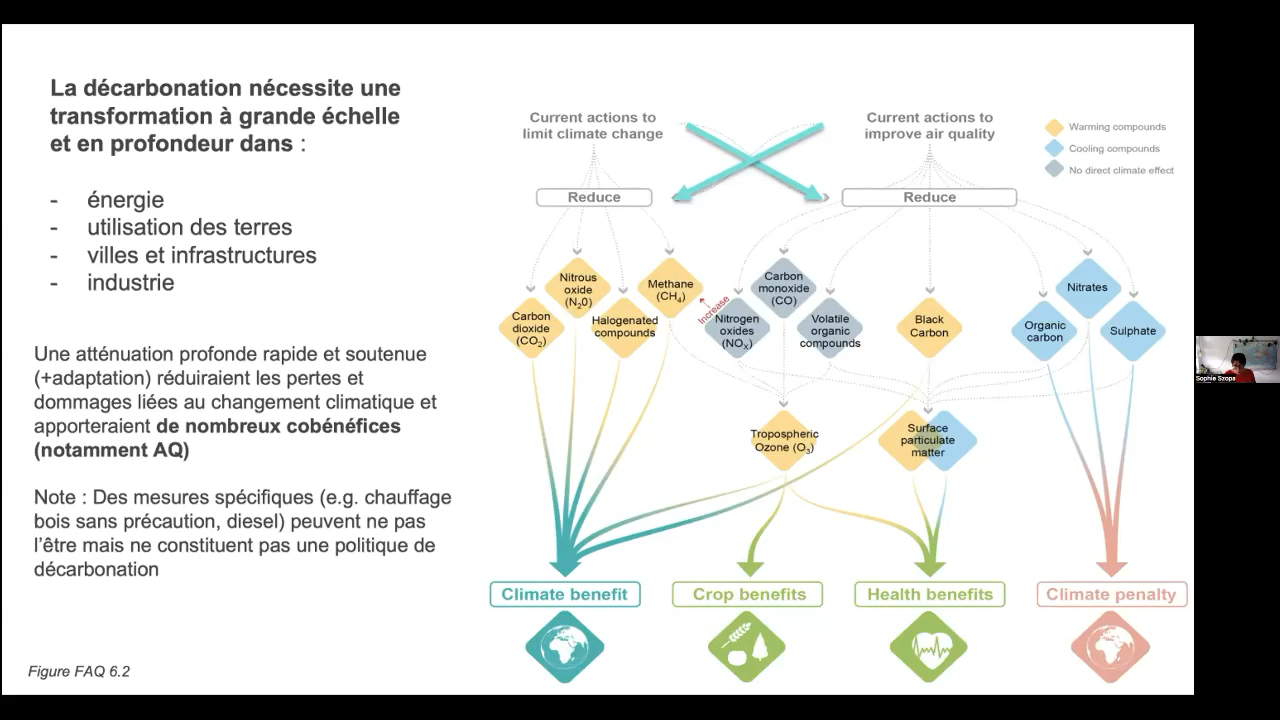 La décarbonation nécessite une
transformation à grande échelle
et en profondeur dans :
- énergie
- utilisation des terres
- villes et infrastructures
- industrie
Une atténuation profonde rapide et soutenue
(+adaptation) réduiraient les pertes et
dommages liées au changement climatique et
apporteraient de nombreux cobénéfices
(notamment AQ)
Note : Des mesures spécifiques (e.g. chauffage
bois sans précaution, diesel) peuvent ne pas
l'être mais ne constituent pas une politique de
décarbonation
Figure FAQ 6.2
Current actions to
limit climate change
Current actions to
improve air quality
Warming compounds
Cooling compounds
No direct climate effect
Reduce
Reduce
Carbon
dioxide
(CO2)
Nitrous
oxide
(N20)
Halogenated
compounds
Methane
(CH4)
Increase
Nitrogen
oxides
(NOX)
Carbon
monoxide
(CO)
Volatile
organic
compounds
Black
Carbon
Organic
carbon
Nitrates
Sulphate
Tropospheric
Ozone (O3)
Surface
particulate
matter
Climate benefit
Crop benefits
Health benefits
Climate penalty
Sophie Szopa